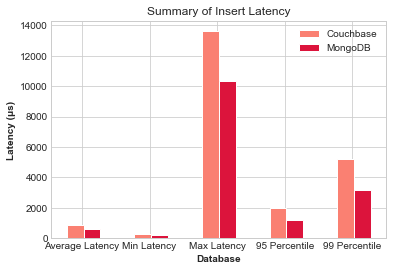 Summary of Insert Latency
Couchbase
MongoDB
14000
12000
10000
8000
6000
4000
2000
0
Latency (µs)
Average Latency Min Latency Max Latency 95 Percentile 99 Percentile
Database